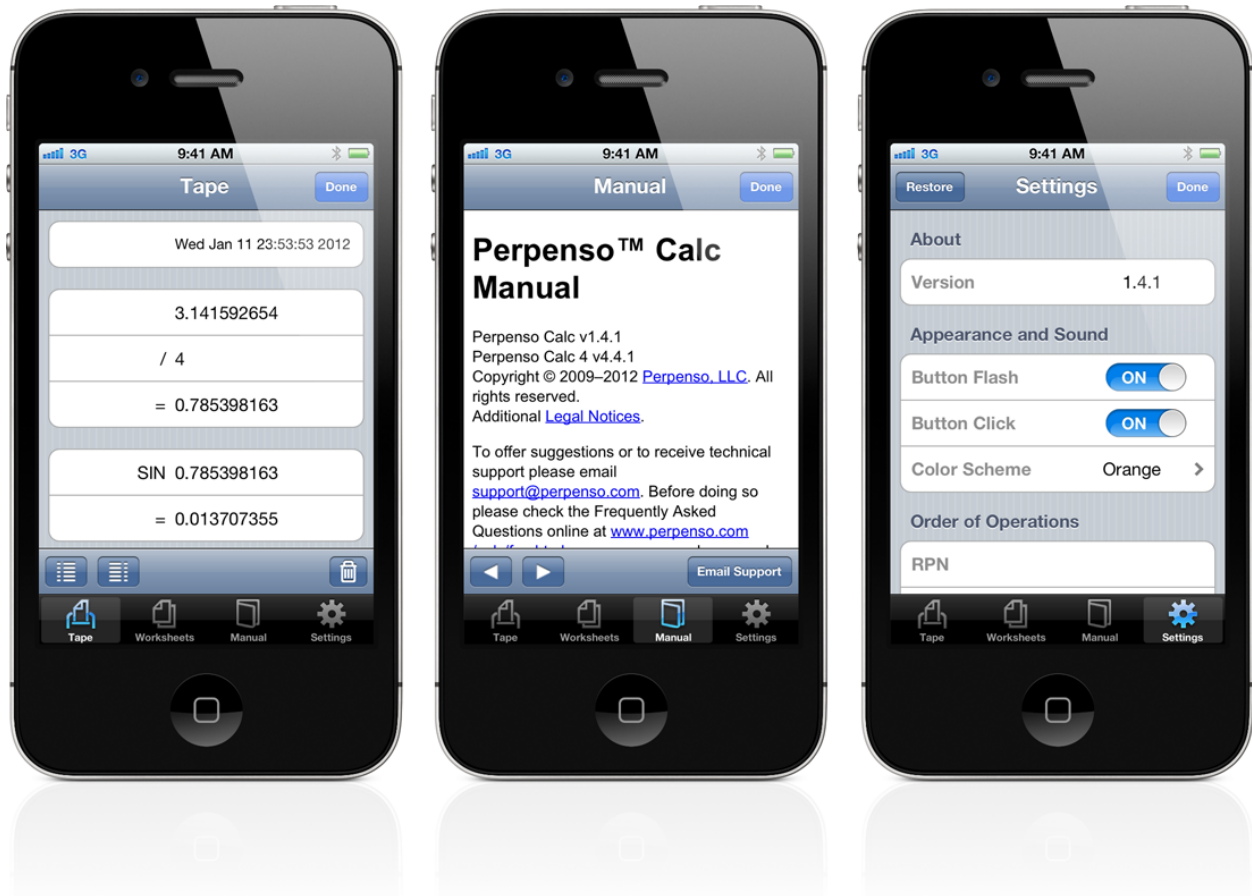 3G 9:41 AM
Tape Done
Wed Jan 11 23:53:53 2012
3.141592654
/ 4
= 0.785398163
SIN 0.785398163
= 0.013707355
Tape Worksheets Manual Settings
3G 9:41 AM
Manual Done
Perpenso™ Calc
Manual
Perpenso Calc v1.4.1
Perpenso Calc 4 v4.4.1
Copyright © 2009–2012 Perpenso, LLC. All
rights reserved.
Additional Legal Notices.
To offer suggestions or to receive technical
support please email
support@perpenso.com. Before doing so
please check the Frequently Asked
Questions online at www.perpenso.com
Email Support
Tape Worksheets Manual Settings
3G 9:41 AM
Restore Settings Done
About
Version 1.4.1
Appearance and Sound
Button Flash ON
Button Click ON
Color Scheme Orange
Order of Operations
RPN
Tape Worksheets Manual Settings